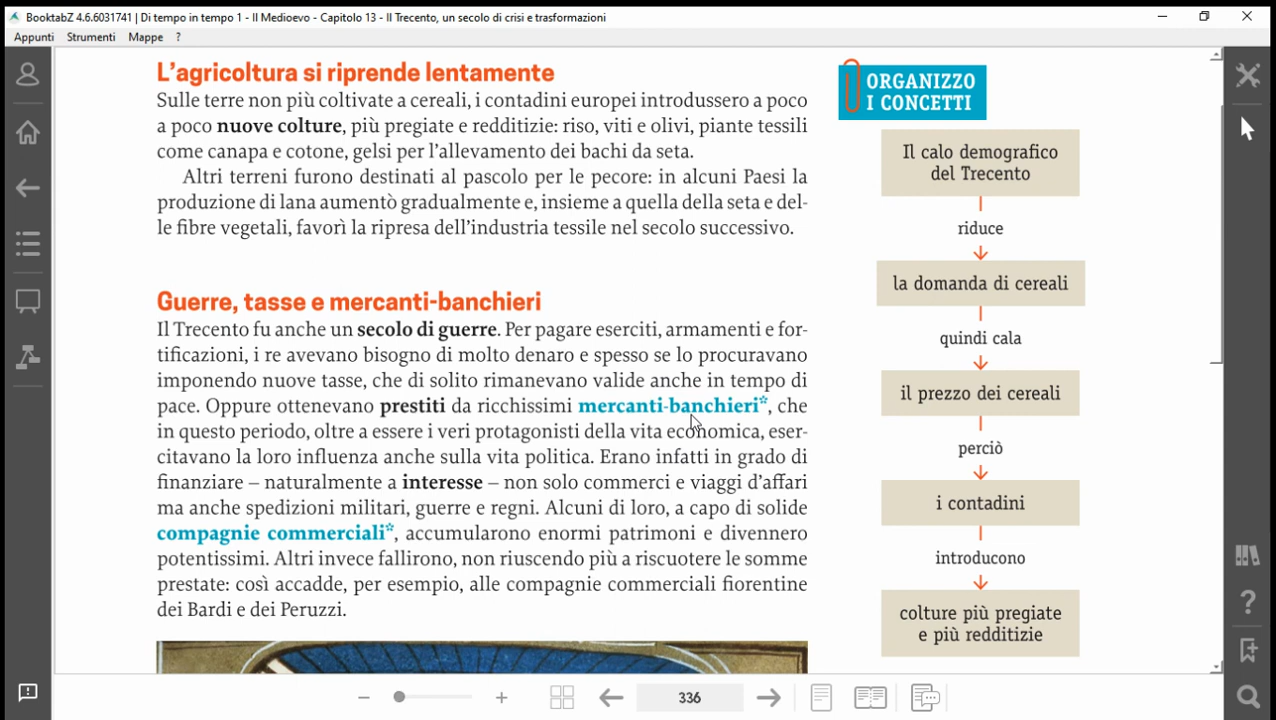 BooktabZ 4.6.6031741 | Di tempo in tempo 1 - Il Medioevo - Capitolo 13 - Il Trecento, un secolo di crisi e trasformazioni
Appunti Strumenti Mappe ?
L'agricoltura si riprende lentamente
Sulle terre non più coltivate a cereali, i contadini europei introdussero a poco
a poco nuove colture, più pregiate e redditizie: riso, viti e olivi, piante tessili
come canapa e cotone, gelsi per l'allevamento dei bachi da seta.
Altri terreni furono destinati al pascolo per le pecore: in alcuni Paesi la
produzione di lana aumentò gradualmente e, insieme a quella della seta e del-
le fibre vegetali, favorì la ripresa dell'industria tessile nel secolo successivo.
Guerre, tasse e mercanti-banchieri
Il Trecento fu anche un secolo di guerre. Per pagare eserciti, armamenti e for-
tificazioni, i re avevano bisogno di molto denaro e spesso se lo procuravano
imponendo nuove tasse, che di solito rimanevano valide anche in tempo di
pace. Oppure ottenevano prestiti da ricchissimi mercanti-banchieri*, che
in questo periodo, oltre a essere i veri protagonisti della vita economica, eser-
citavano la loro influenza anche sulla vita politica. Erano infatti in grado di
finanziare – naturalmente a interesse – non solo commerci e viaggi d'affari
ma anche spedizioni militari, guerre e regni. Alcuni di loro, a capo di solide
compagnie commerciali*, accumularono enormi patrimoni e divennero
potentissimi. Altri invece fallirono, non riuscendo più a riscuotere le somme
prestate: così accadde, per esempio, alle compagnie commerciali fiorentine
dei Bardi e dei Peruzzi.
ORGANIZZO
I CONCETTI
Il calo demografico
del Trecento
riduce
la domanda di cereali
quindi cala
il prezzo dei cereali
perciò
i contadini
introducono
colture più pregiate
e più redditizie
336